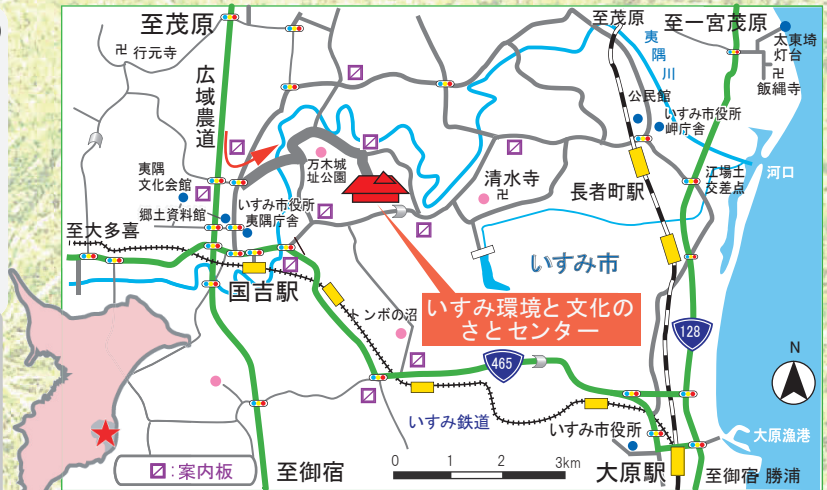 至茂原
至茂原
至一宮茂原
卍 行元寺
夷隅川
太東埼
灯台
卍
飯縄寺
広域農道
公民館
いすみ市役所
岬庁舎
万木城
址公園
夷隅
文化会館
清水寺
卍
長者町駅
江場土
交差点
河口
郷土資料館
いすみ市役所
夷隅庁舎
至大多喜
いすみ市
国吉駅
トンボの沼
いすみ環境と文化の
さとセンター
128
465
N
いすみ鉄道
いすみ市役所
大原漁港
:案内板
至御宿
0 1 2 3km
大原駅
至御宿 勝浦